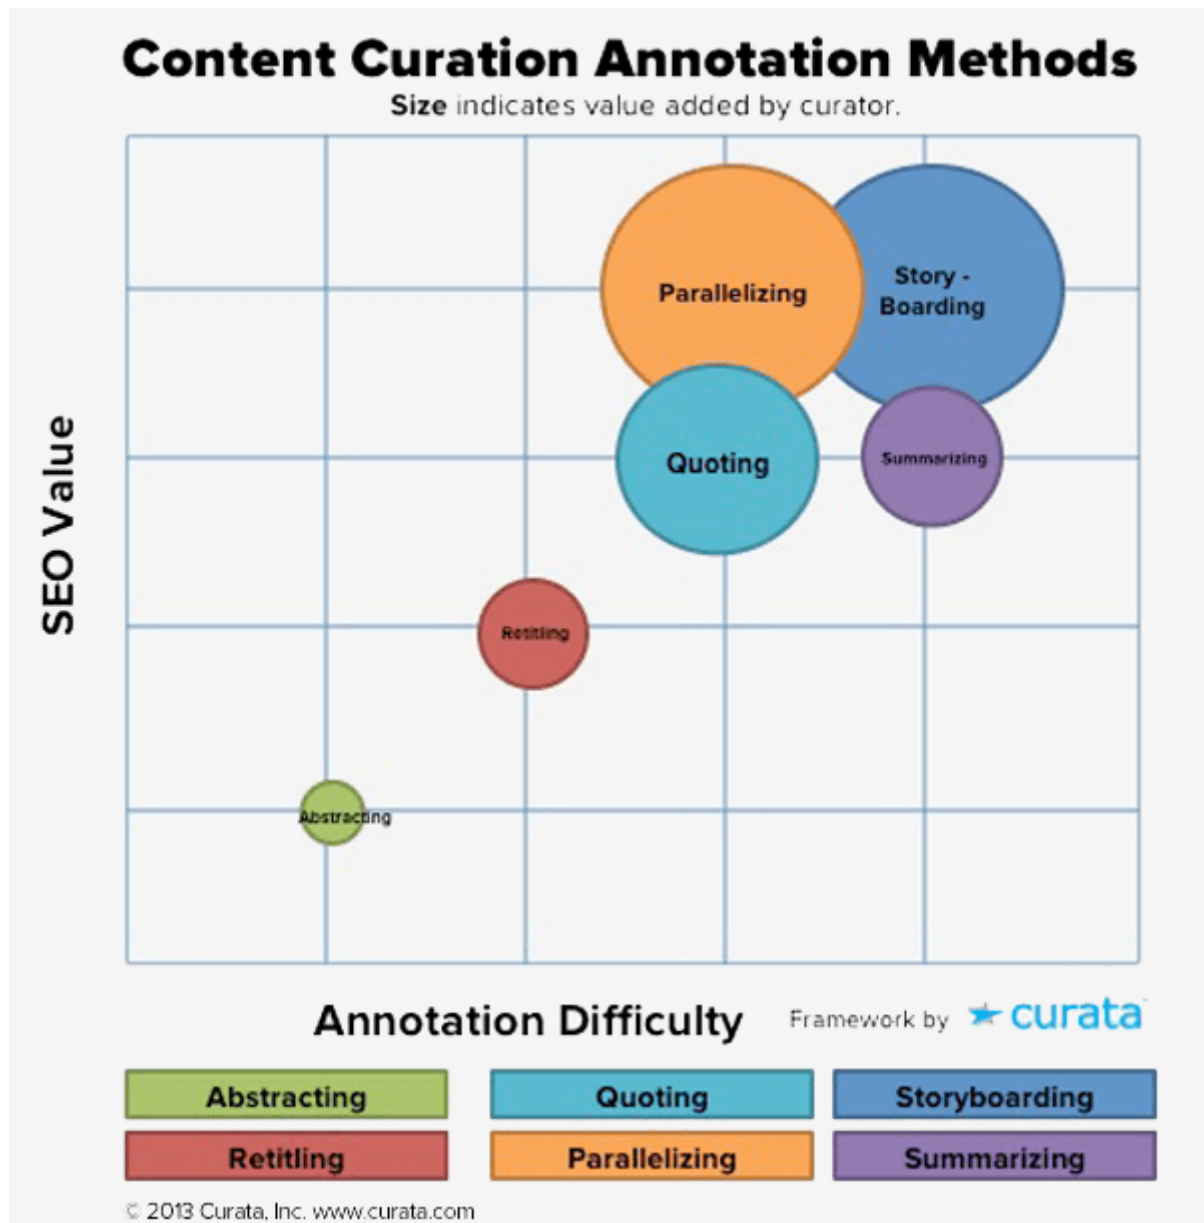 Content Curation Annotation Methods
Size indicates value added by curator.
Parallelizing
Story -
Boarding
Quoting
Summarizing
SEO Value
Retitling
Abstracting
Annotation Difficulty
Framework by curata
Abstracting
Quoting
Storyboarding
Retitling
Parallelizing
Summarizing
© 2013 Curata, Inc. www.curata.com